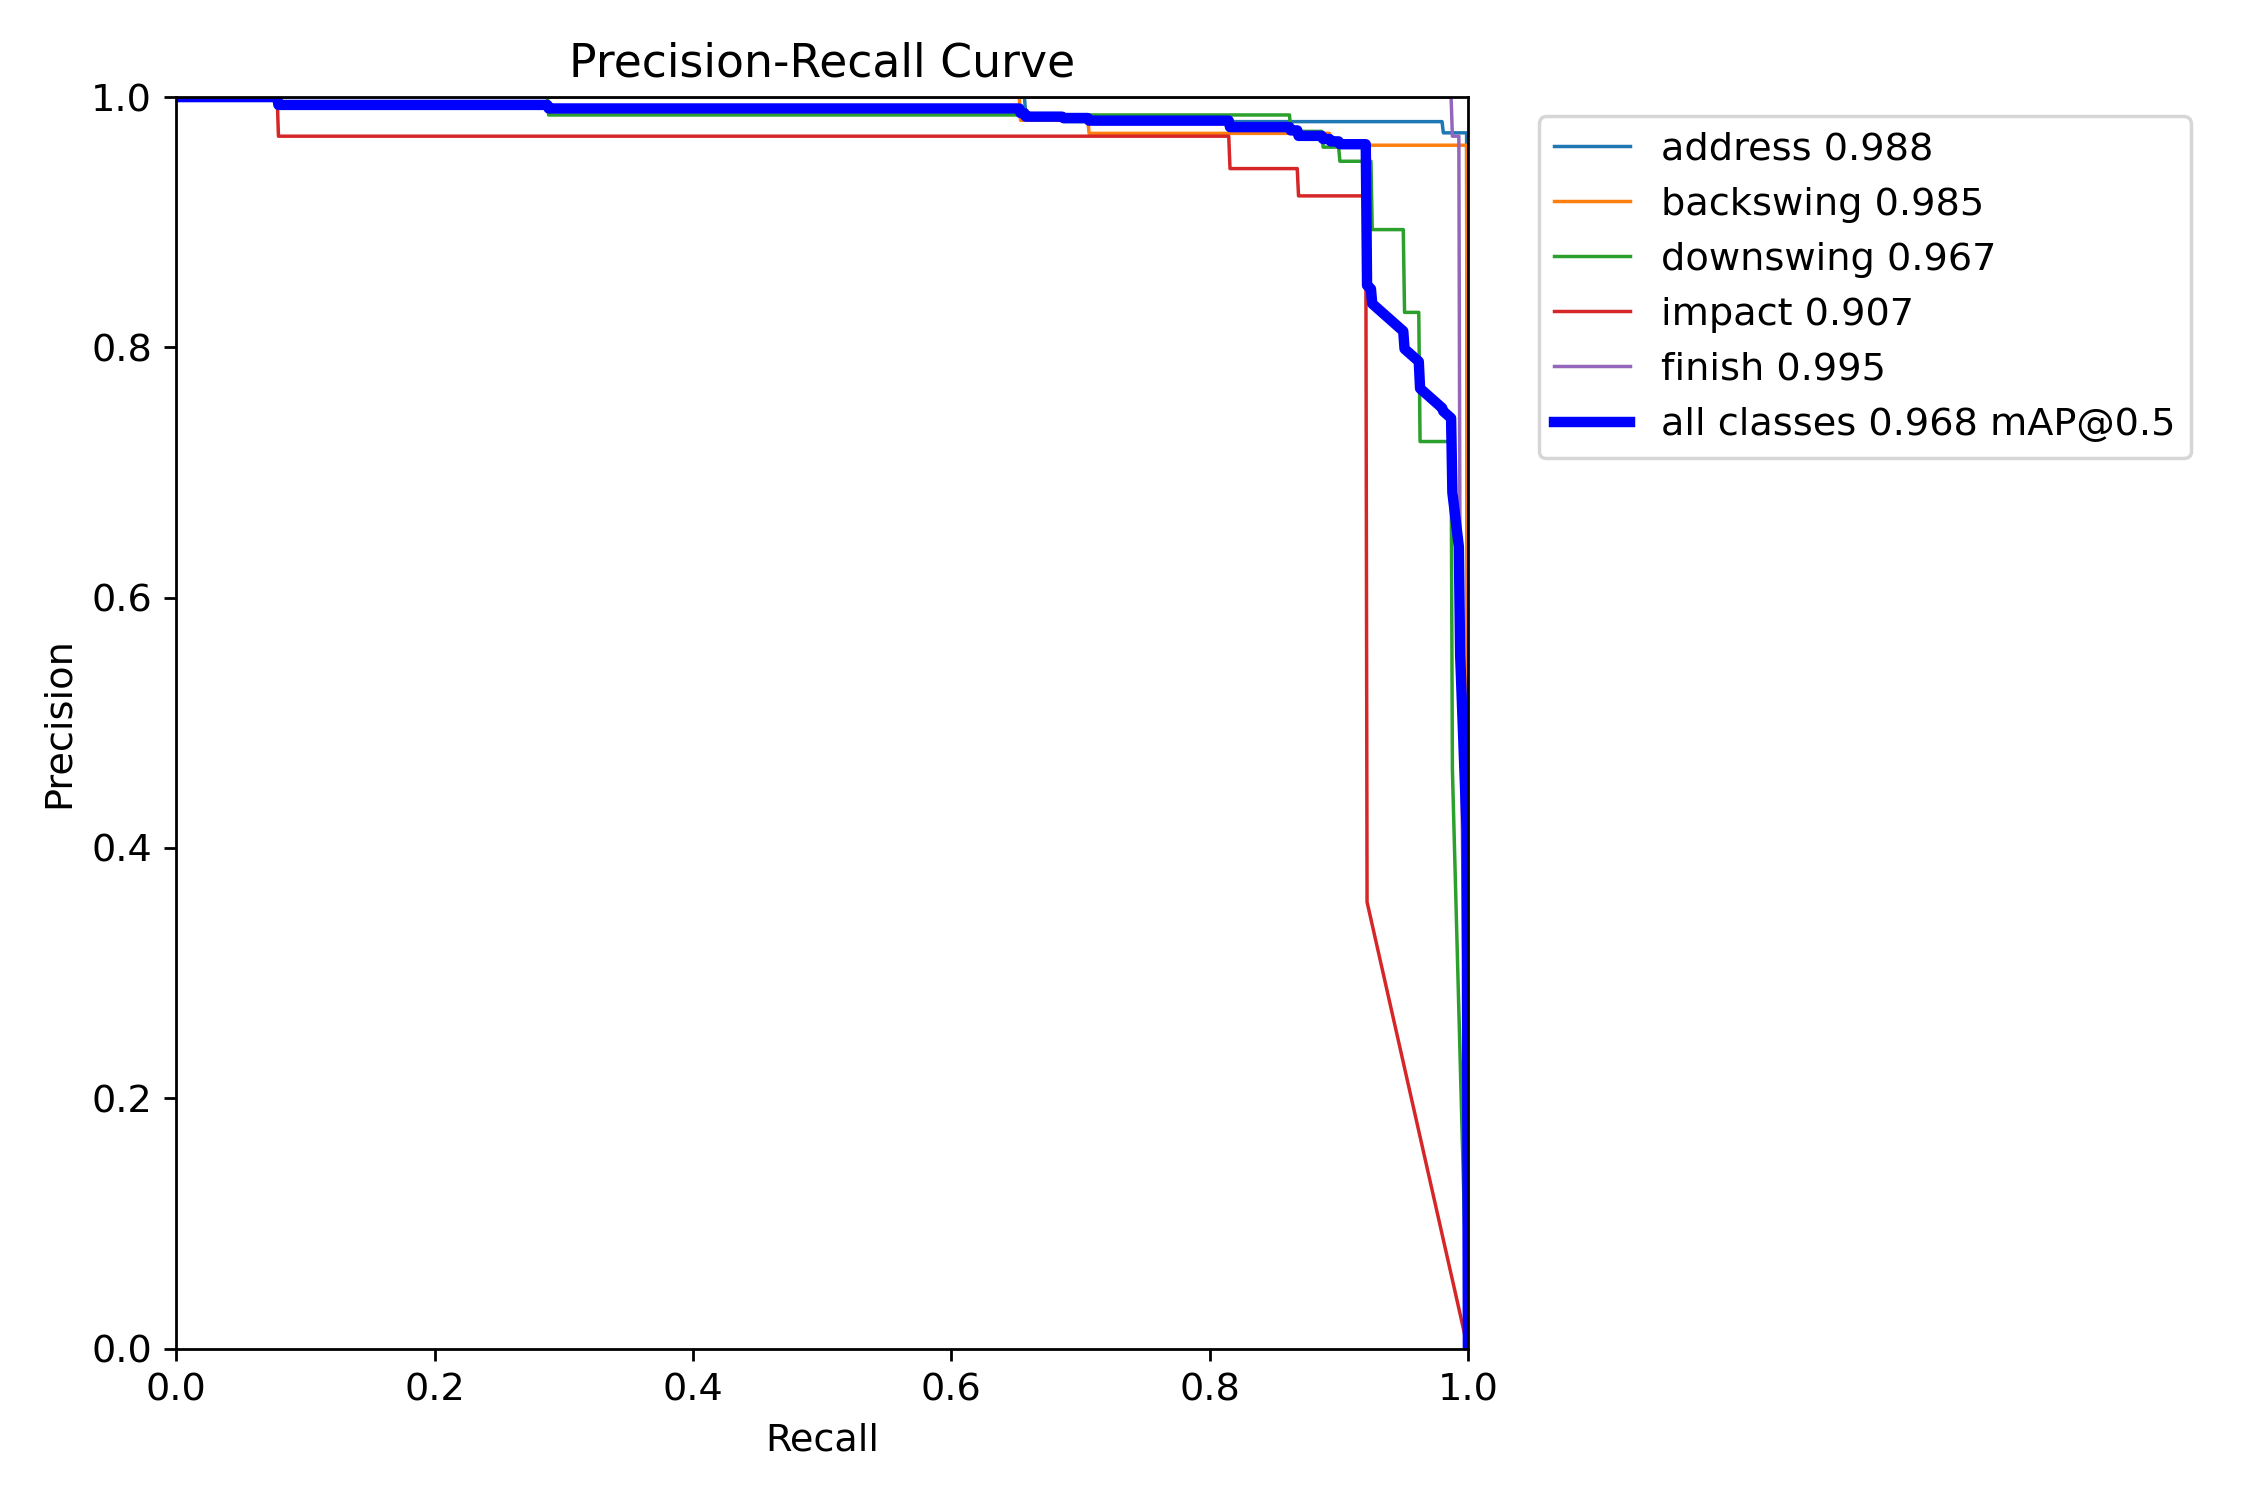 Precision-Recall Curve
1.0
0.8
0.6
0.4
0.2
0.0
Precision
0.0 0.2 0.4 0.6 0.8 1.0
Recall
address 0.988
backswing 0.985
downswing 0.967
impact 0.907
finish 0.995
all classes 0.968 mAP@0.5